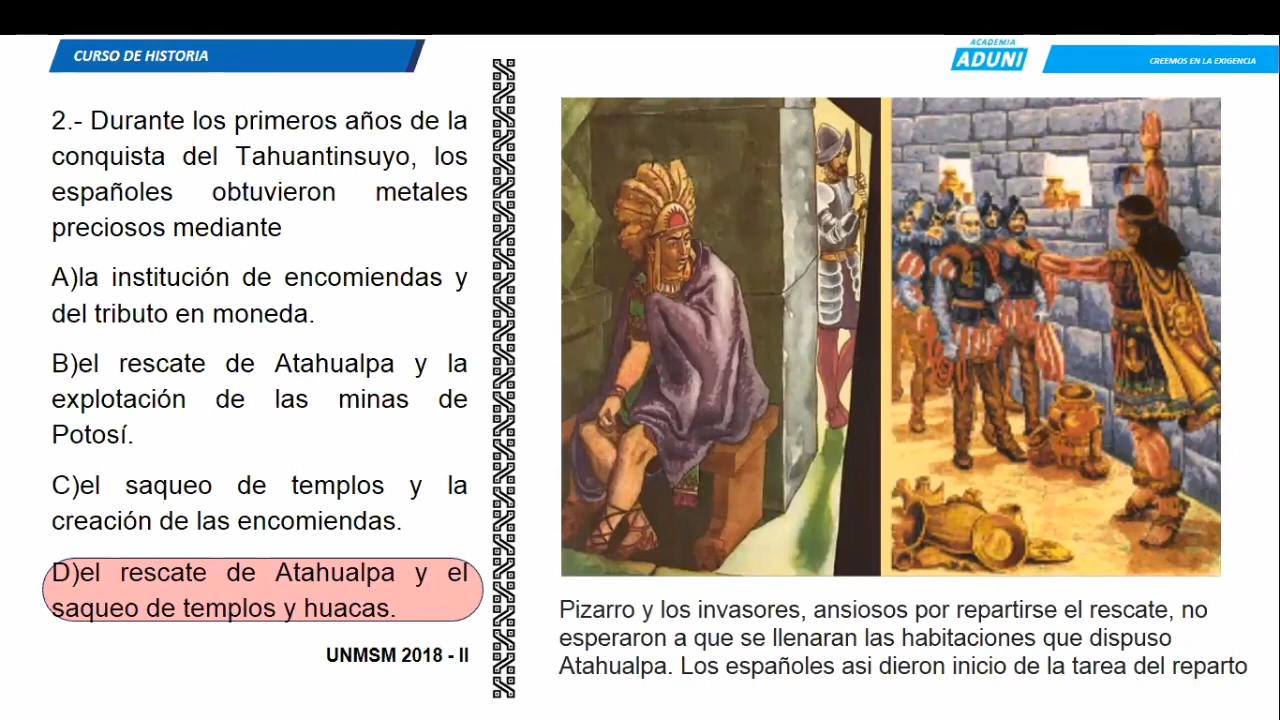 CURSO DE HISTORIA
ACADEMIA
ADUNI
CREEMOS EN LA EXIGENCIA
2.- Durante los primeros años de la
conquista del Tahuantinsuyo, los
españoles obtuvieron metales
preciosos mediante
A)la institución de encomiendas y
del tributo en moneda.
B)el rescate de Atahualpa y la
explotación de las minas de
Potosí.
C)el saqueo de templos y la
creación de las encomiendas.
D)el rescate de Atahualpa y el
saqueo de templos y huacas.
UNMSM 2018 - II
Pizarro y los invasores, ansiosos por repartirse el rescate, no
esperaron a que se llenaran las habitaciones que dispuso
Atahualpa. Los españoles asi dieron inicio de la tarea del reparto